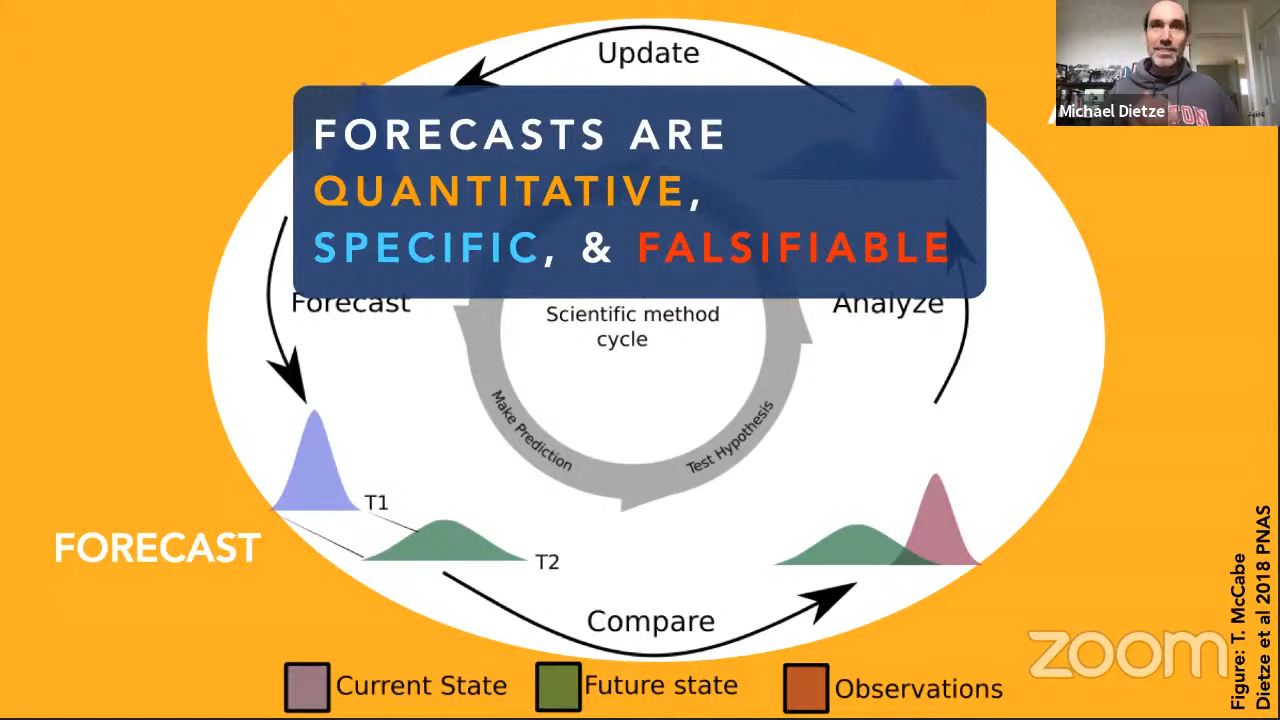 Update
Michael Dietze
FORECASTS ARE
QUANTITATIVE,
SPECIFIC, & FALSIFIABLE
Forecast
Analyze
Scientific method
cycle
Make Prediction
Test Hypothesis
T1
FORECAST
T2
Compare
zoom
Current State
Future state
Observations
Figure: T. McCabe
Dietze et al 2018 PNAS